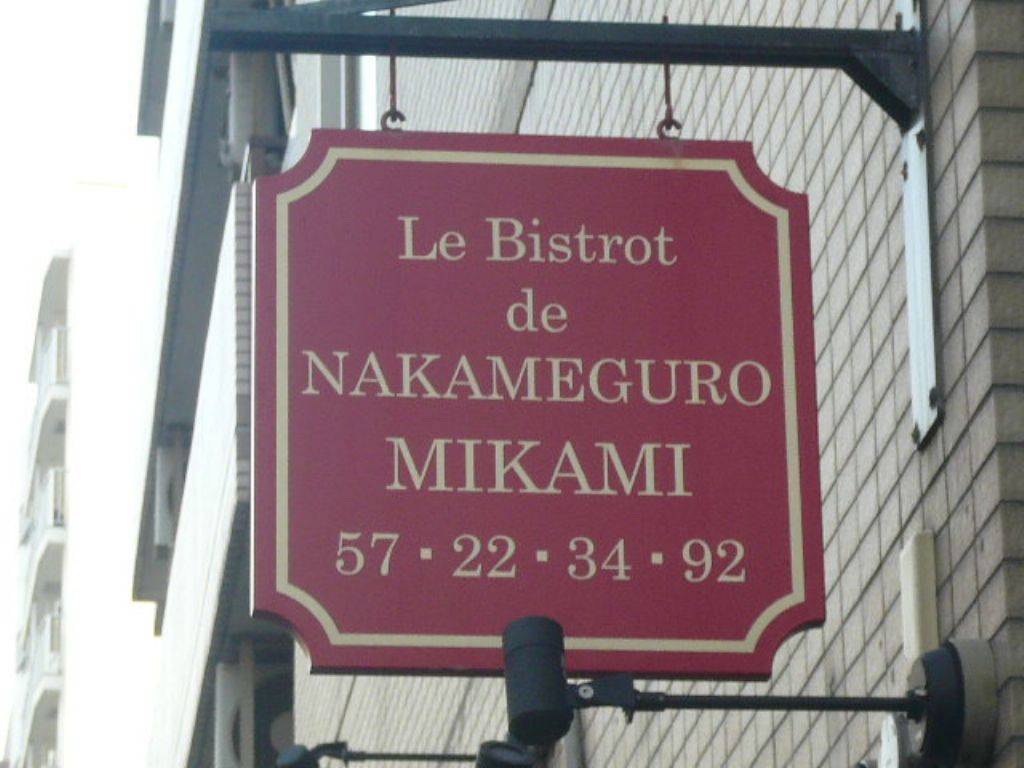 Le Bistrot
de
NAKAMEGURO
MIKAMI
57・22・34・92